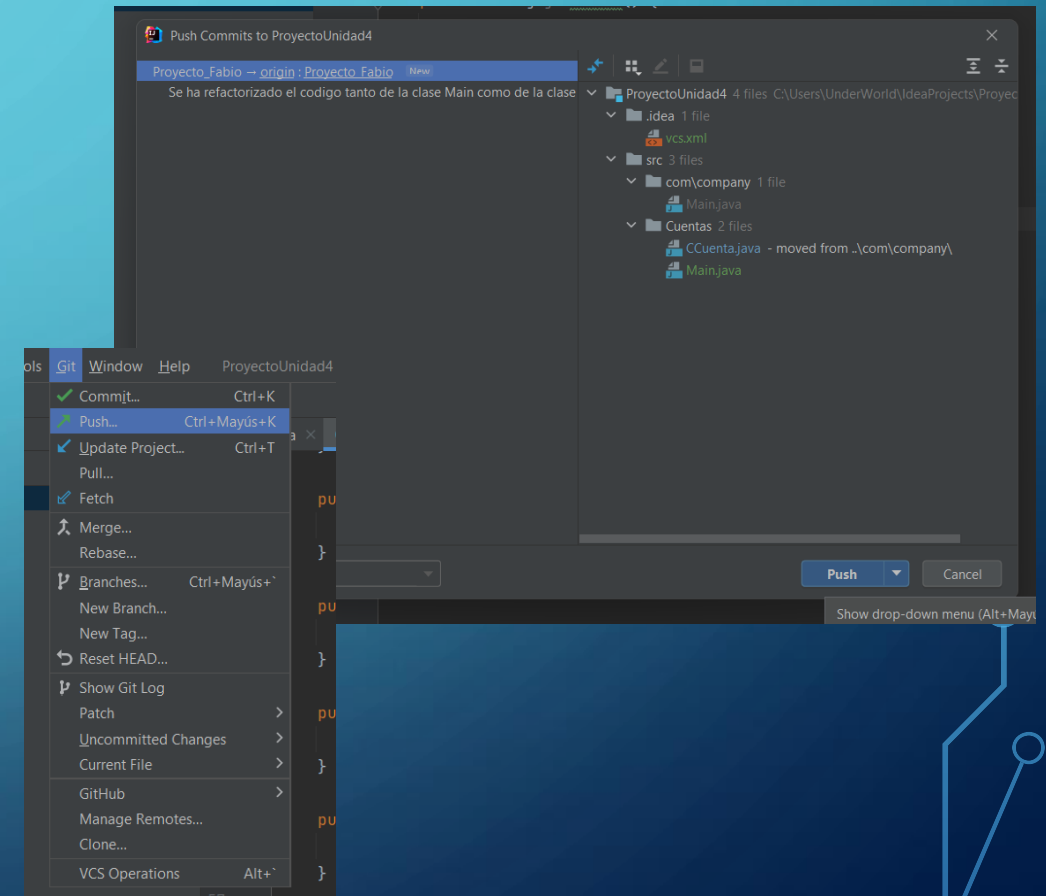 Push Commits to ProyectoUnidad4
Proyecto_Fabio → origin : Proyecto_Fabio New
Se ha refactorizado el codigo tanto de la clase Main como de la clase
ProyectoUnidad4 4 files C:\Users\UnderWorld\IdeaProjects\Proyec
.idea 1 file
vcs.xml
src 3 files
com\company 1 file
Main.java
Cuentas 2 files
CCuenta.java - moved from ..\com\company\
Main.java
Push
Cancel
Show drop-down menu (Alt+Mayú
ols Git Window Help ProyectoUnidad4
Commit... Ctrl+K
Push... Ctrl+Mayús+K
a
Update Project... Ctrl+T
Pull...
Fetch
Merge...
Rebase...
Branches... Ctrl+Mayús+`
New Branch...
New Tag...
Reset HEAD...
Show Git Log
Patch
Uncommitted Changes
Current File
GitHub
Manage Remotes...
Clone...
VCS Operations Alt+`
pu
}
pu
}
pu
}
pu
}